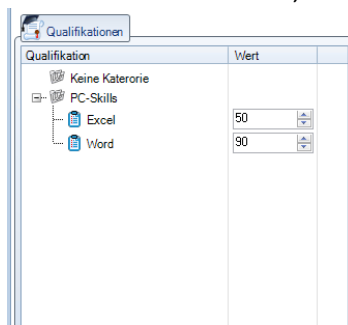 Qualifikationen
Qualifikation Wert
Keine Katerorie
PC-Skills
Excel 50
Word 90